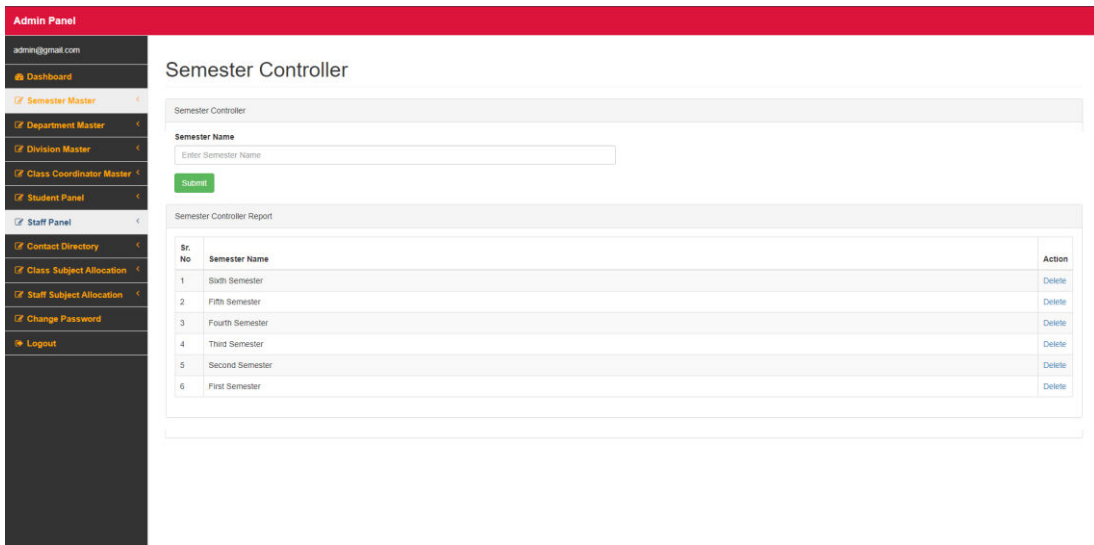 Admin Panel
admin@gmail.com
Dashboard
Semester Master
Department Master
Division Master
Class Coordinator Master
Student Panel
Staff Panel
Contact Directory
Class Subject Allocation
Staff Subject Allocation
Change Password
Logout
Semester Controller
Semester Controller
Semester Name
Enter Semester Name
Submit
Semester Controller Report
Sr. No Semester Name Action
1 Sixth Semester Delete
2 Fifth Semester Delete
3 Fourth Semester Delete
4 Third Semester Delete
5 Second Semester Delete
6 First Semester Delete